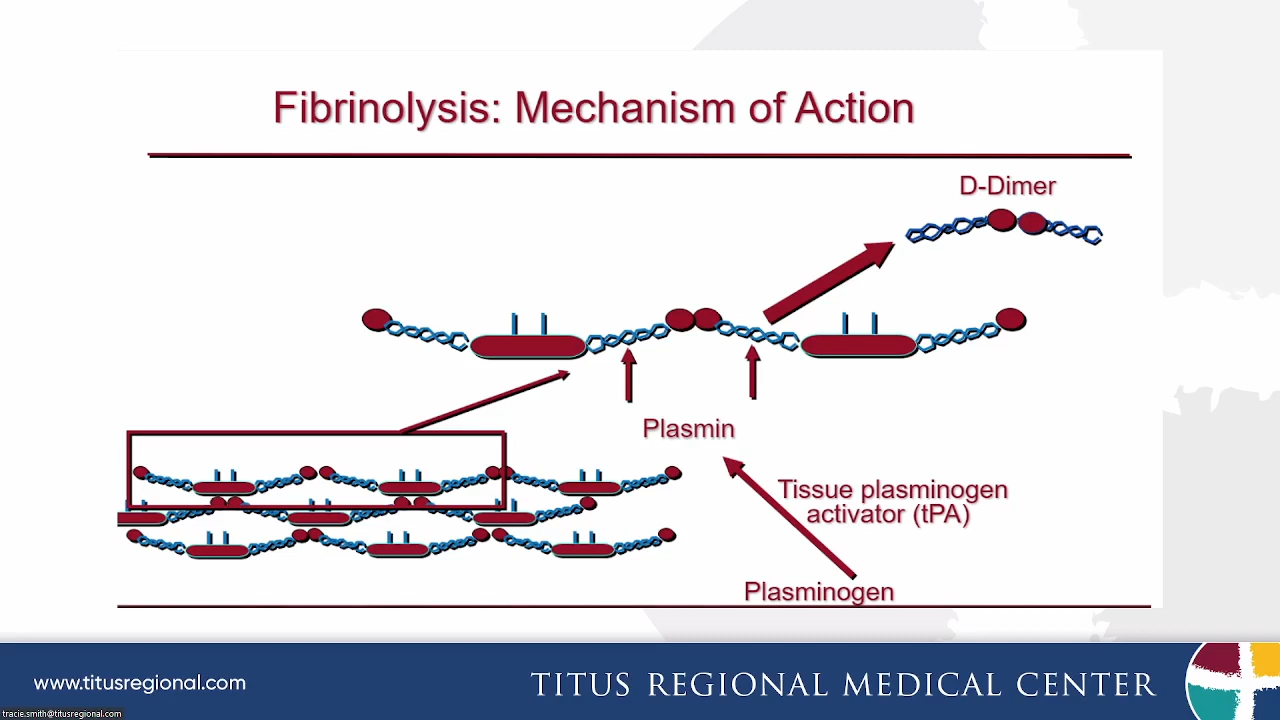 Fibrinolysis: Mechanism of Action
D-Dimer
Plasmin
Tissue plasminogen
activator (tPA)
Plasminogen
www.titusregional.com
TITUS REGIONAL MEDICAL CENTER
tracie.smith@titusregional.com